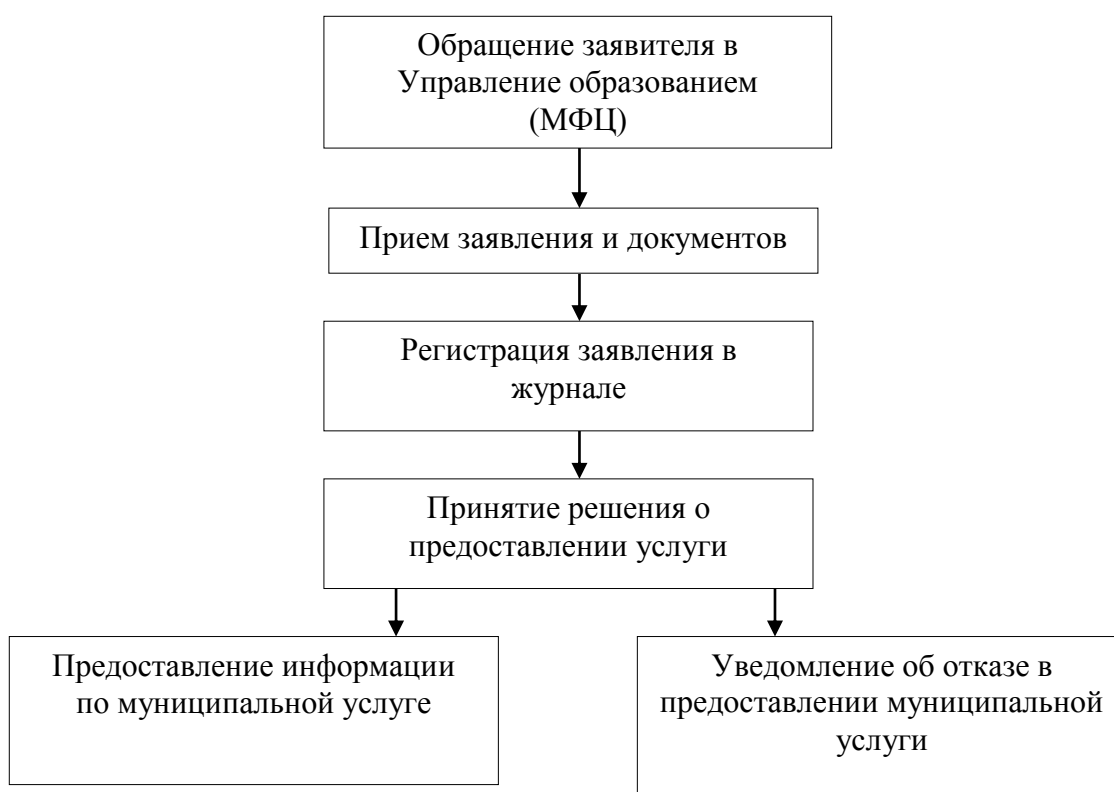 Обращение заявителя в
Управление образованием
(МФЦ)
Прием заявления и документов
Регистрация заявления в
журнале
Принятие решения о
предоставлении услуги
Предоставление информации
по муниципальной услуге
Уведомление об отказе в
предоставлении муниципальной
услуги